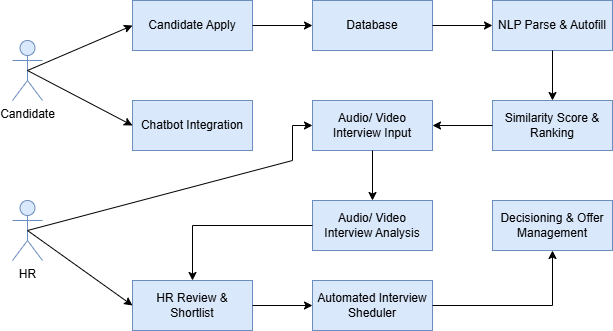 Candidate Apply
Database
NLP Parse & Autofill
Candidate
Chatbot Integration
Audio/ Video
Interview Input
Similarity Score &
Ranking
HR
Audio/ Video
Interview Analysis
Decisioning & Offer
Management
HR Review &
Shortlist
Automated Interview
Sheduler